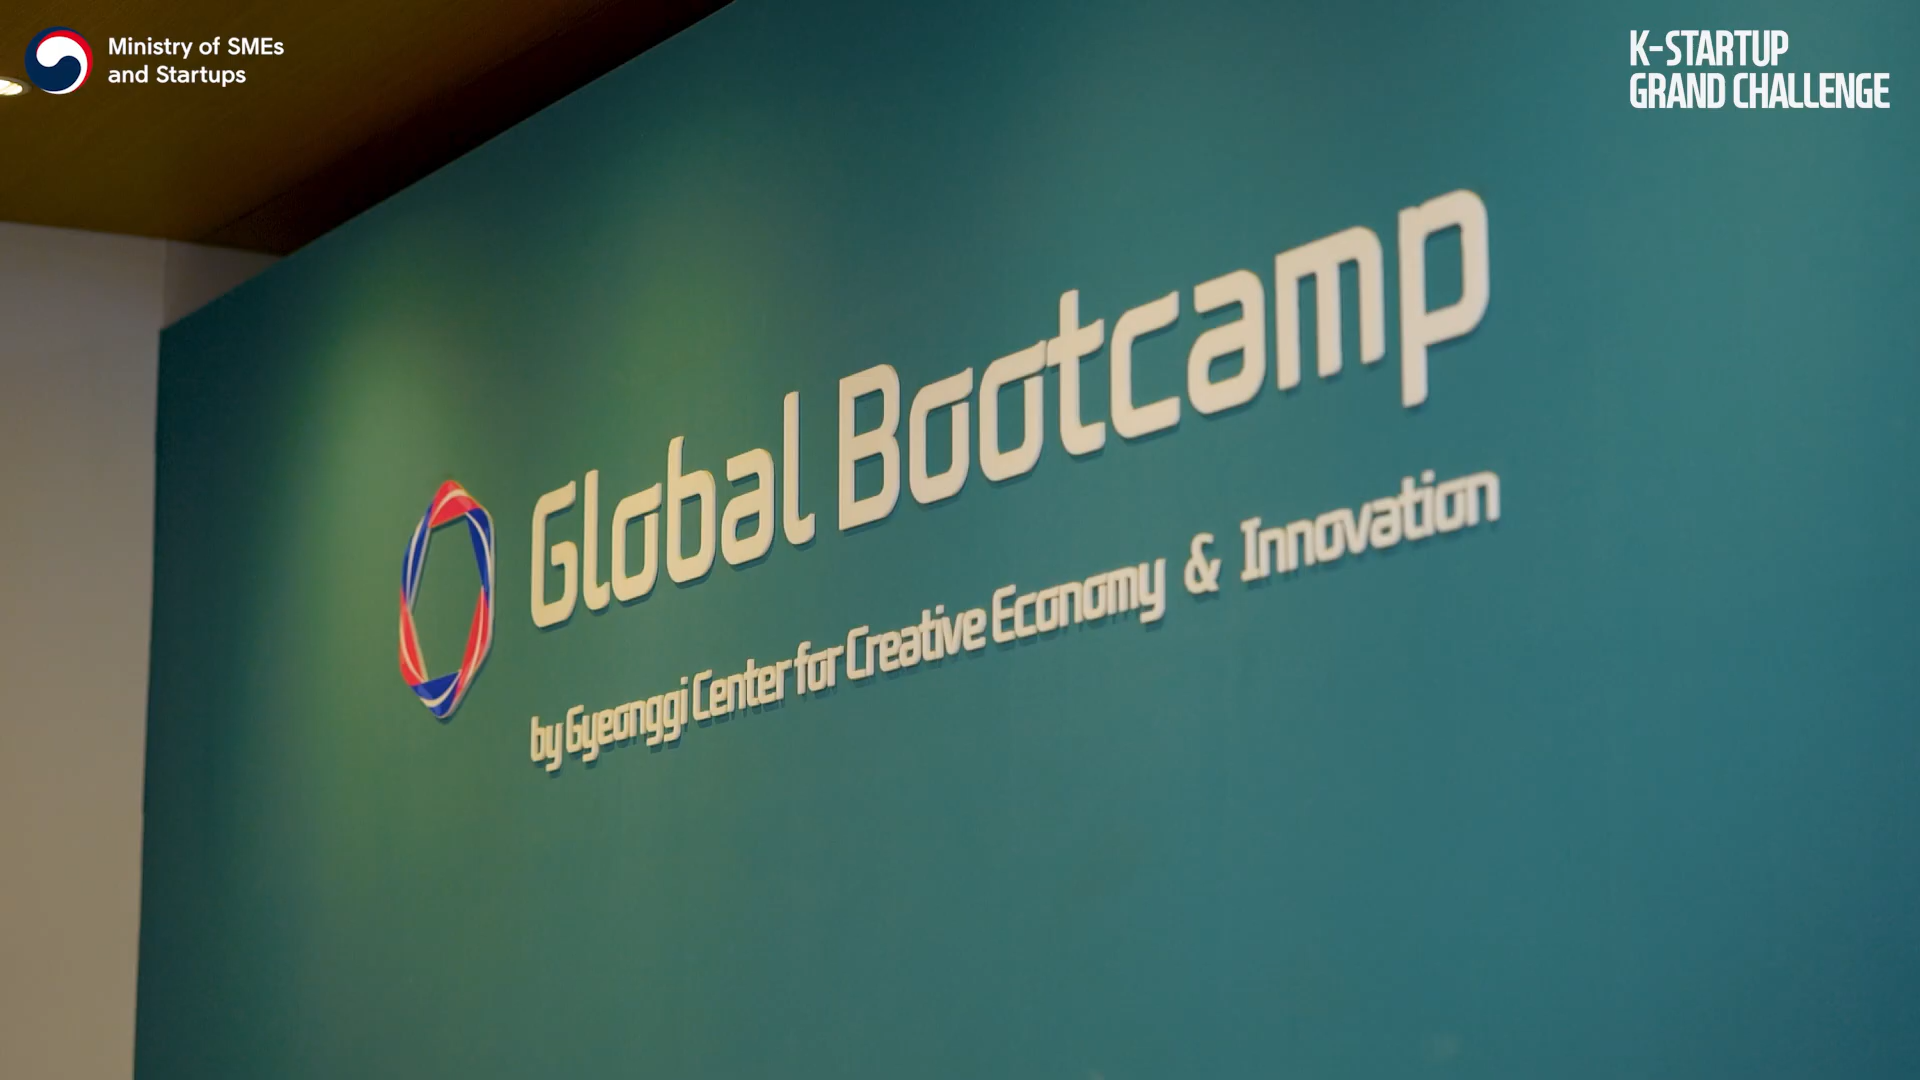 Ministry of SMEs
and Startups
K-STARTUP
GRAND CHALLENGE
Global Bootcamp
by Gyeonggi Center for Creative Economy & Innovation